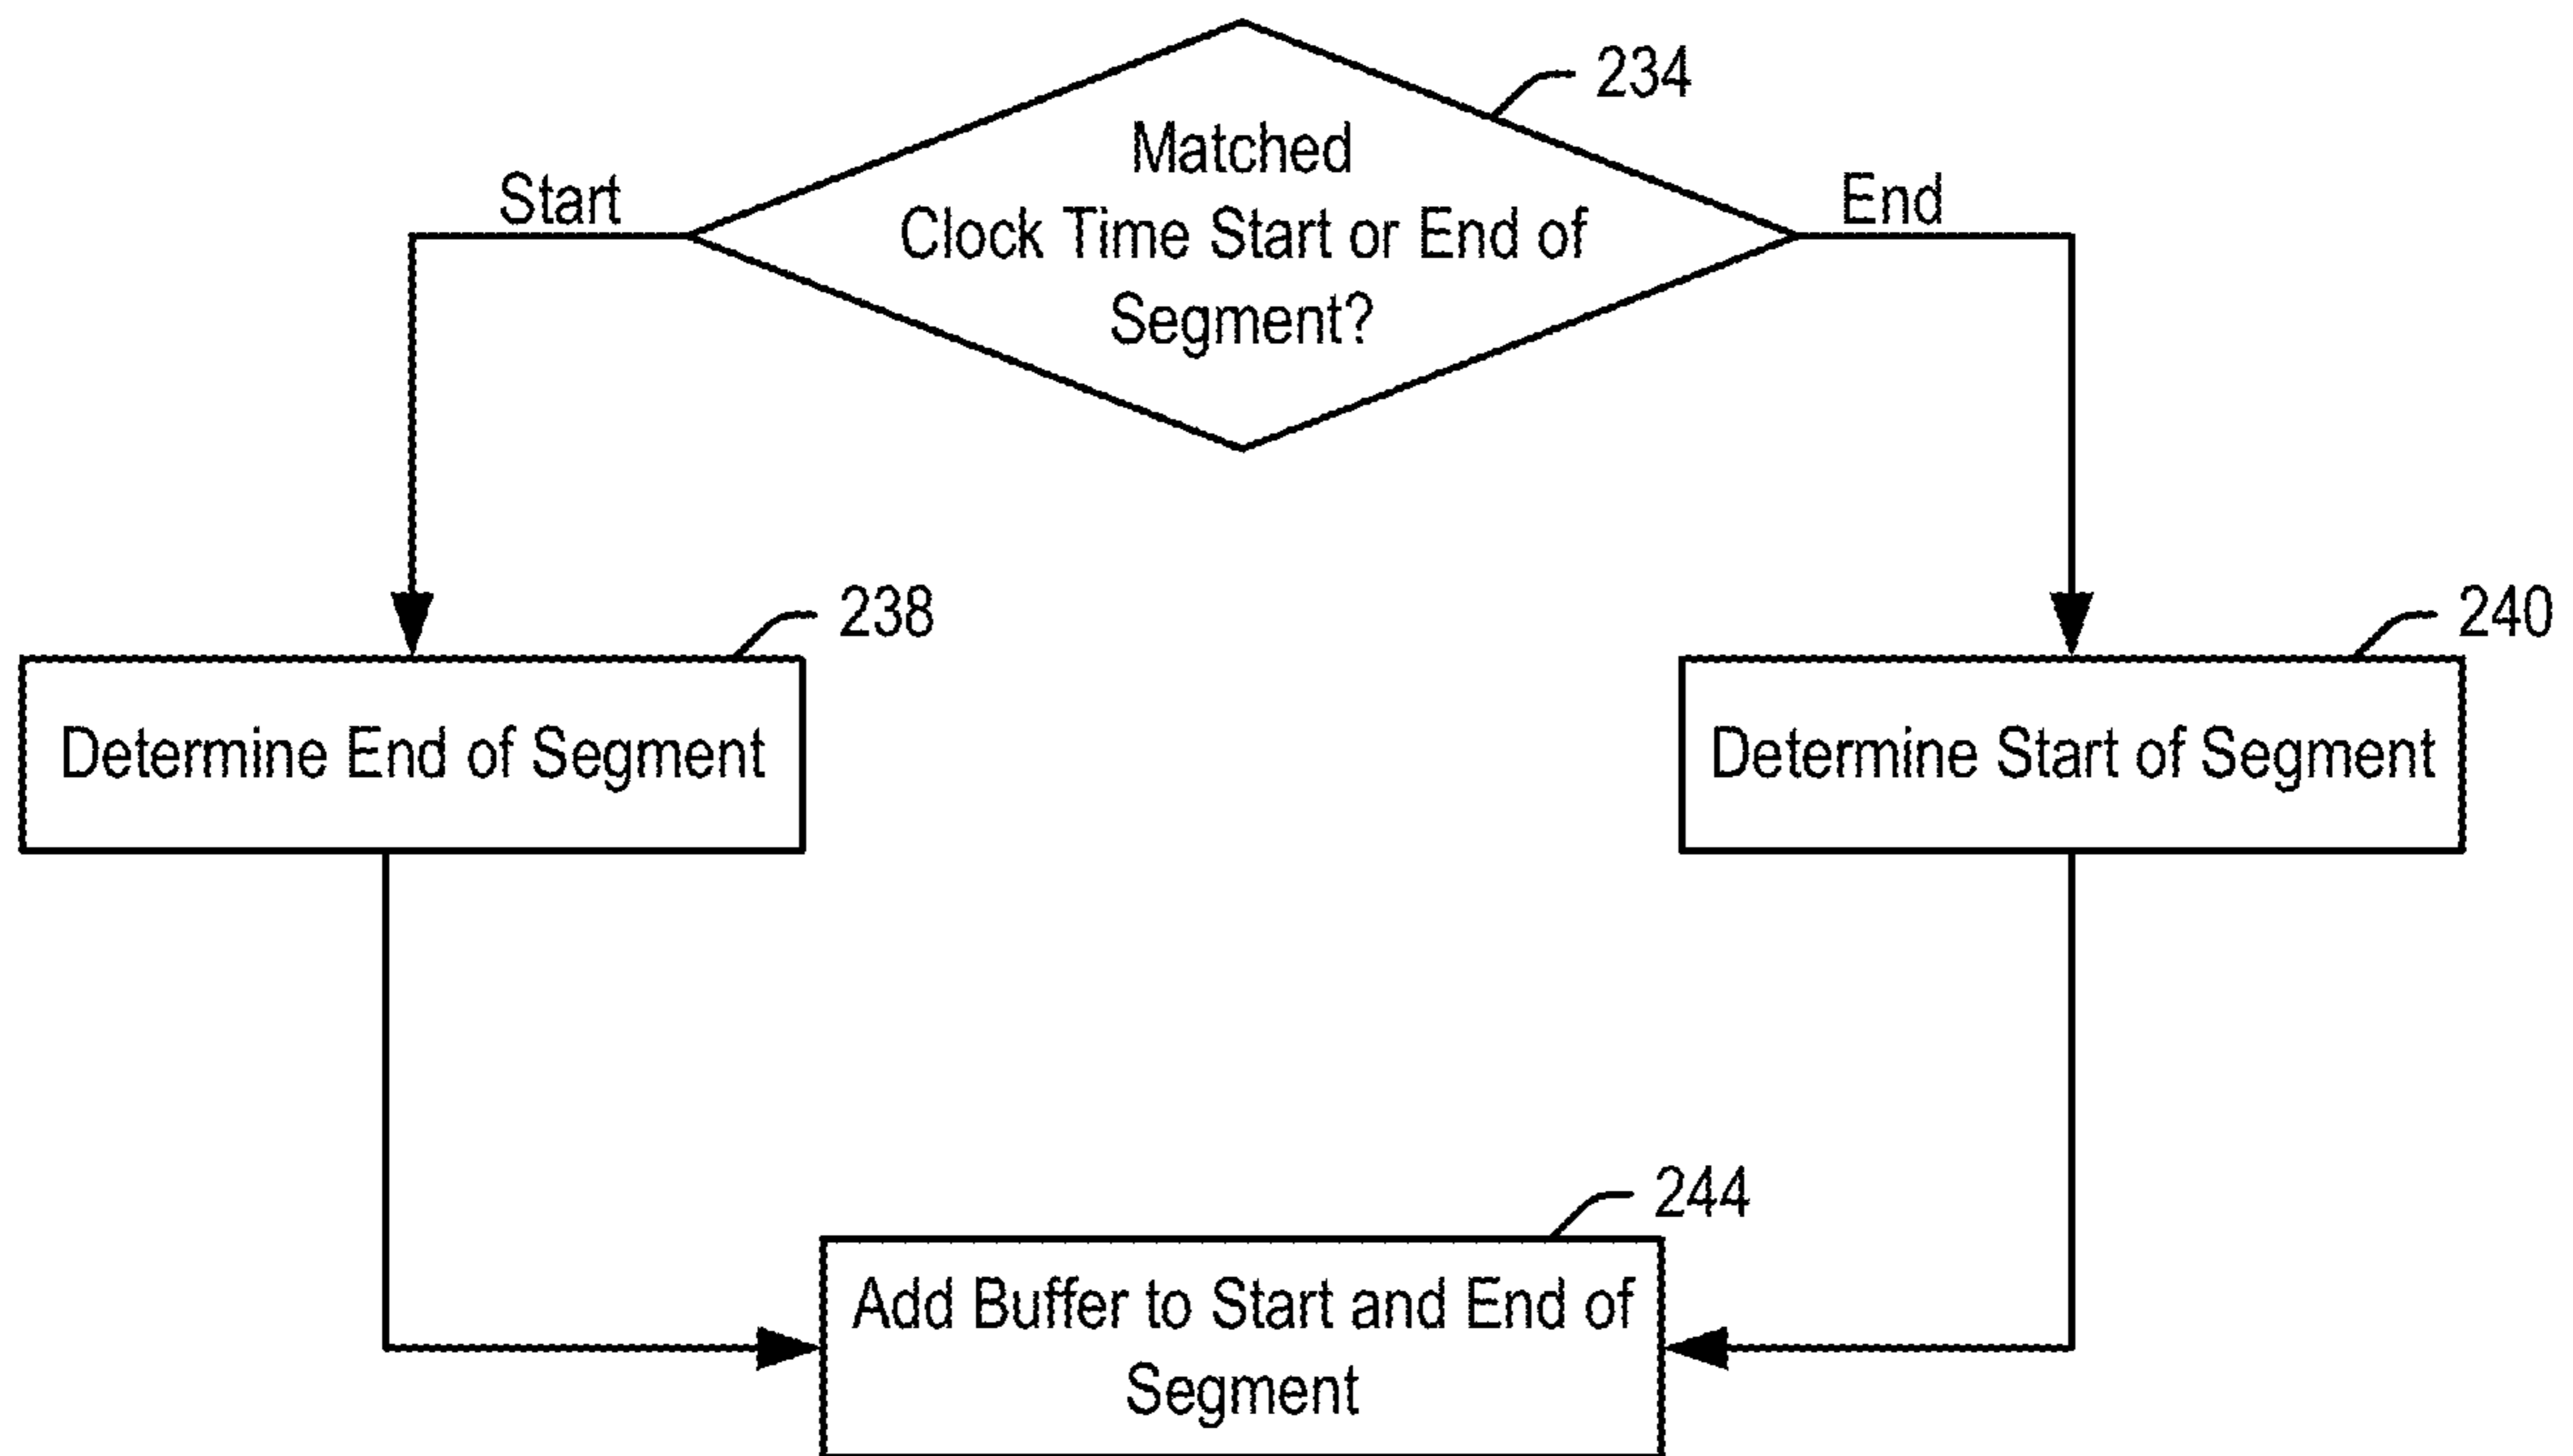 234
Matched
Clock Time Start or End of
Segment?
Start
End
238
Determine End of Segment
240
Determine Start of Segment
244
Add Buffer to Start and End of
Segment